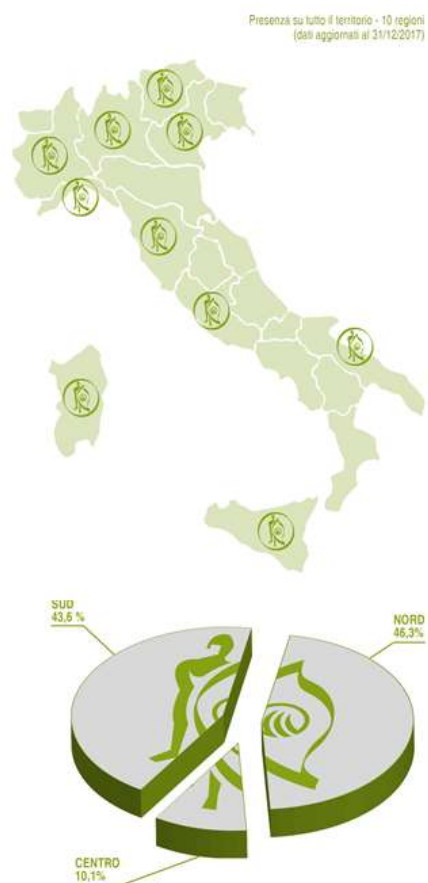 Presenza su tutto il territorio - 10 regioni
(dati aggiornati al 31/12/2017)
SUD
43,6 %
NORD
46,3%
CENTRO
10,1%